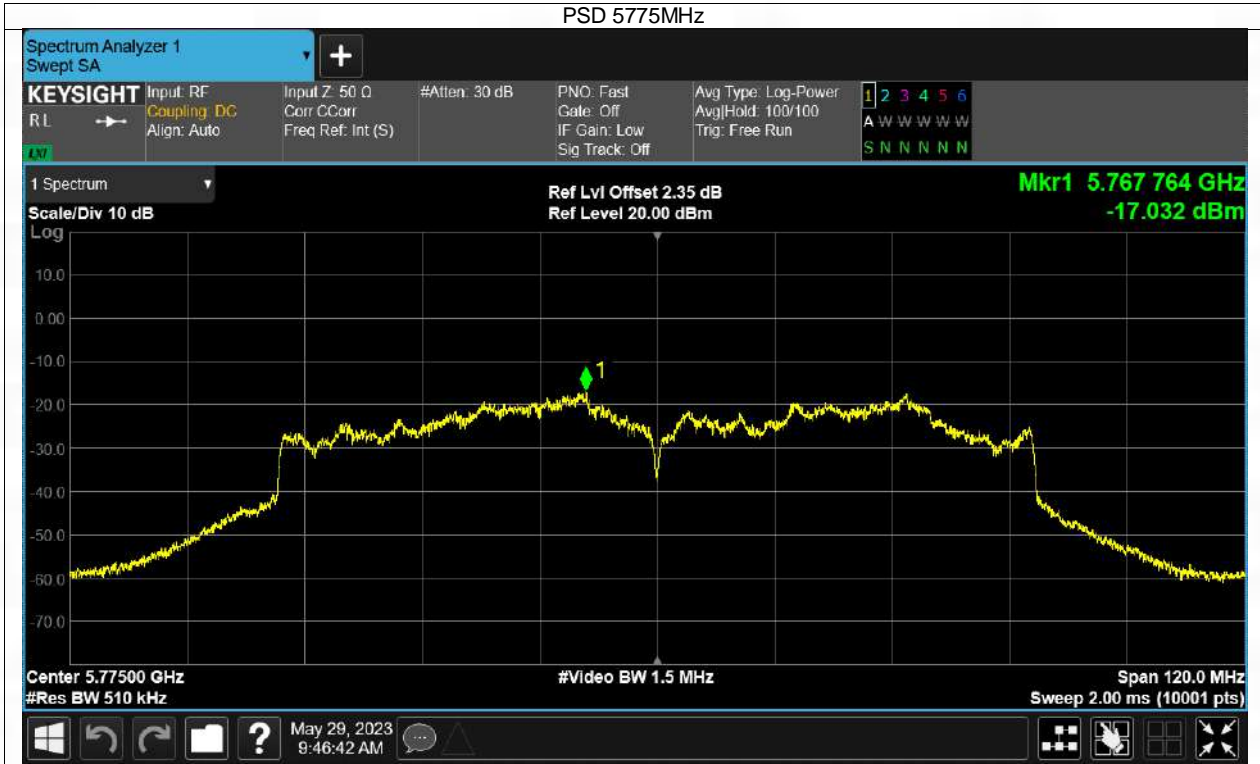 PSD 5775MHz
Spectrum Analyzer 1
Swept SA
+
KEYSIGHT
RL
LXI
Input: RF
Coupling: DC
Align: Auto
Input Z: 50 Ω
Corr CCorr
Freq Ref: Int (S)
#Atten: 30 dB
PNO: Fast
Gate: Off
IF Gain: Low
Sig Track: Off
Avg Type: Log-Power
Avg|Hold: 100/100
Trig: Free Run
1 2 3 4 5 6
A W W W W W
S N N N N N
1 Spectrum
Scale/Div 10 dB
Log
Ref Lvl Offset 2.35 dB
Ref Level 20.00 dBm
Mkr1 5.767 764 GHz
-17.032 dBm
10.0
0.00
-10.0
-20.0
-30.0
-40.0
-50.0
-60.0
-70.0
1
Center 5.77500 GHz
#Res BW 510 kHz
#Video BW 1.5 MHz
Span 120.0 MHz
Sweep 2.00 ms (10001 pts)
?
May 29, 2023
9:46:42 AM